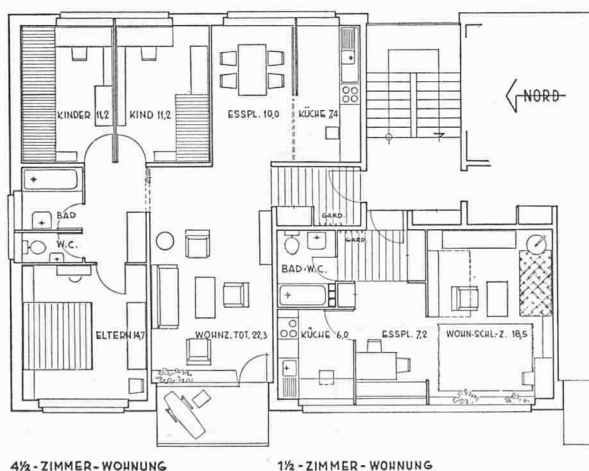 KINDER 11,2
KIND 11,2
ESSPL. 10,0
KÜCHE 7,4
NORD
BAD
W.C.
GARD.
GARD.
BAD-W.C.
ELTERN 14,7
WOHNZ. TOT. 22,3
KÜCHE 6,0
ESSPL. 7,2
WOHN-SCHL-Z. 18,5
4½-ZIMMER-WOHNUNG
1½-ZIMMER-WOHNUNG